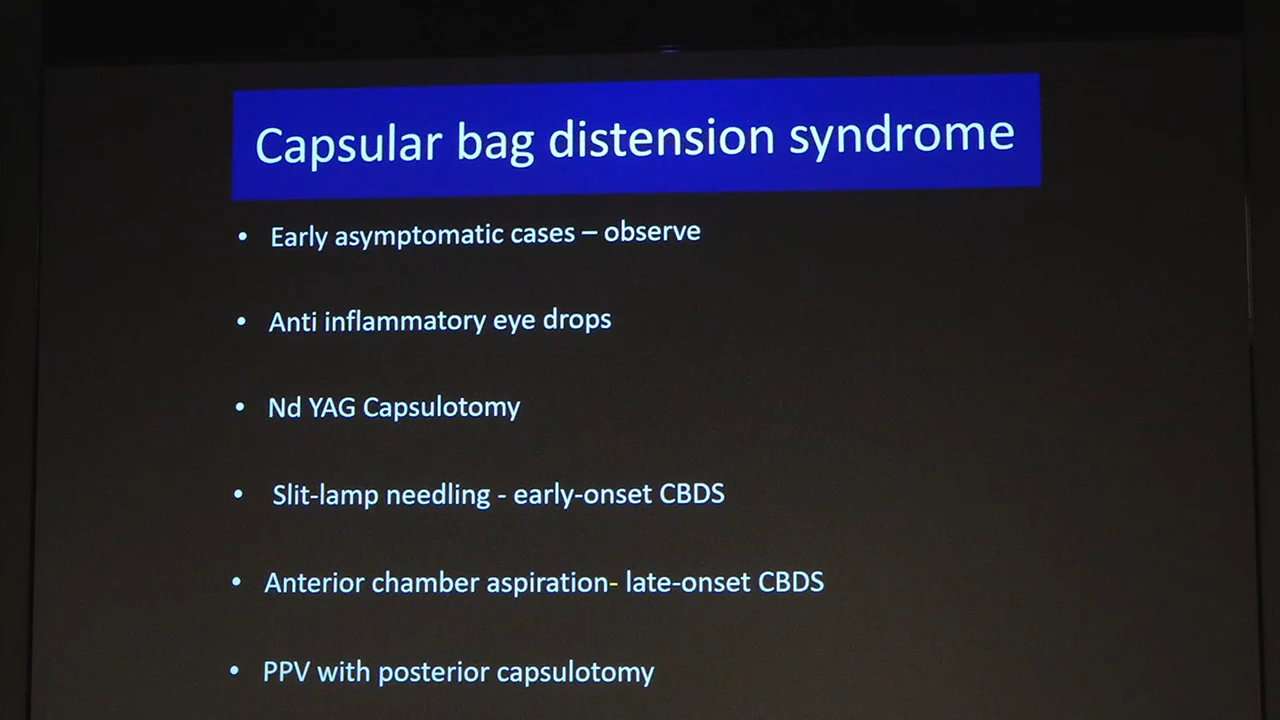 Capsular bag distension syndrome
• Early asymptomatic cases – observe
• Anti inflammatory eye drops
• Nd YAG Capsulotomy
• Slit-lamp needling - early-onset CBDS
• Anterior chamber aspiration- late-onset CBDS
• PPV with posterior capsulotomy